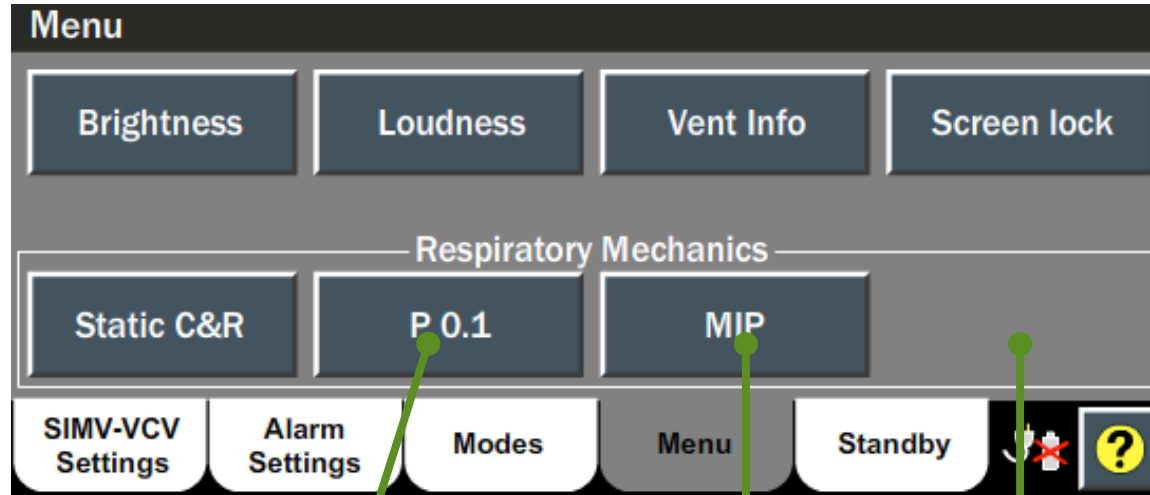 Menu
Brightness
Loudness
Vent Info
Screen lock
Respiratory Mechanics
Static C&R
P 0.1
MIP
SIMV-VCV
Settings
Alarm
Settings
Modes
Menu
Standby
?